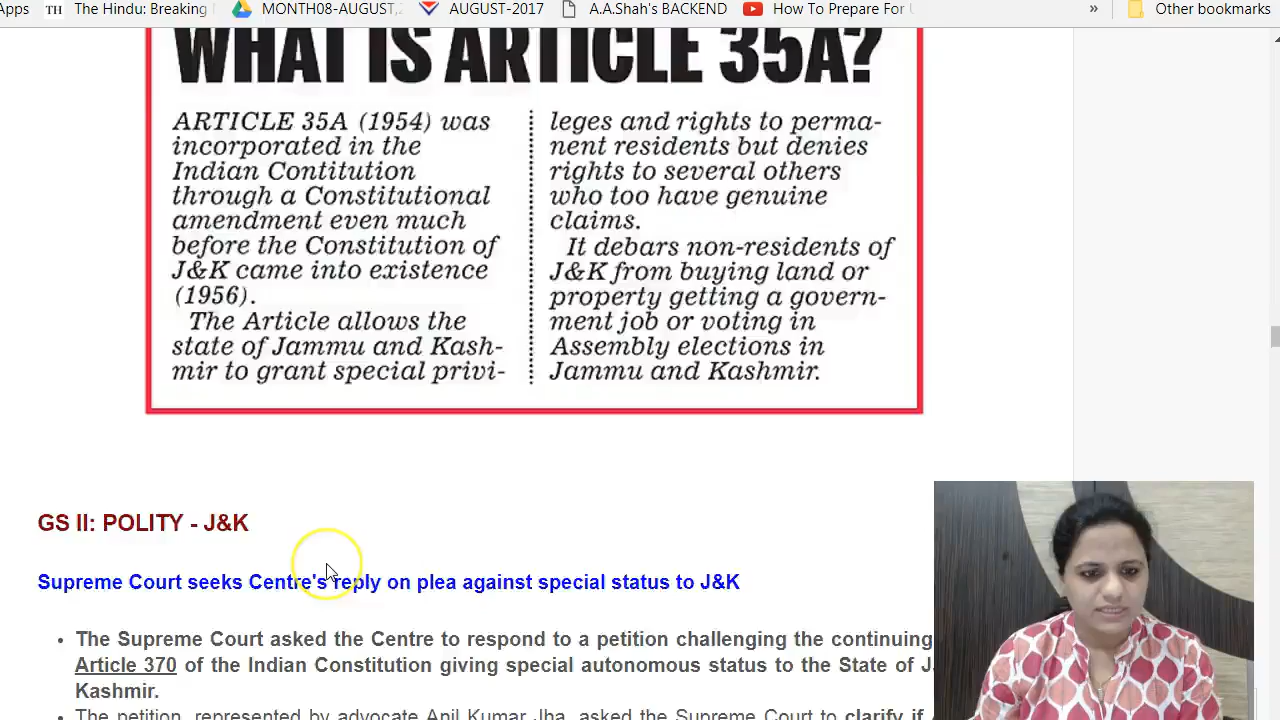 Apps TH The Hindu: Breaking MONTH08-AUGUST, AUGUST-2017 A.A.Shah's BACKEND How To Prepare For » Other bookmarks
WHAT IS ARTICLE 35A?
ARTICLE 35A (1954) was
incorporated in the
Indian Contitution
through a Constitutional
amendment even much
before the Constitution of
J&K came into existence
(1956).
The Article allows the
state of Jammu and Kash-
mir to grant special privi-
leges and rights to perma-
nent residents but denies
rights to several others
who too have genuine
claims.
It debars non-residents of
J&K from buying land or
property getting a govern-
ment job or voting in
Assembly elections in
Jammu and Kashmir.
GS II: POLITY - J&K
Supreme Court seeks Centre's reply on plea against special status to J&K
• The Supreme Court asked the Centre to respond to a petition challenging the continuing
Article 370 of the Indian Constitution giving special autonomous status to the State of
Kashmir.
• The petition, represented by advocate Anil Kumar Jha, asked the Supreme Court to clarify if